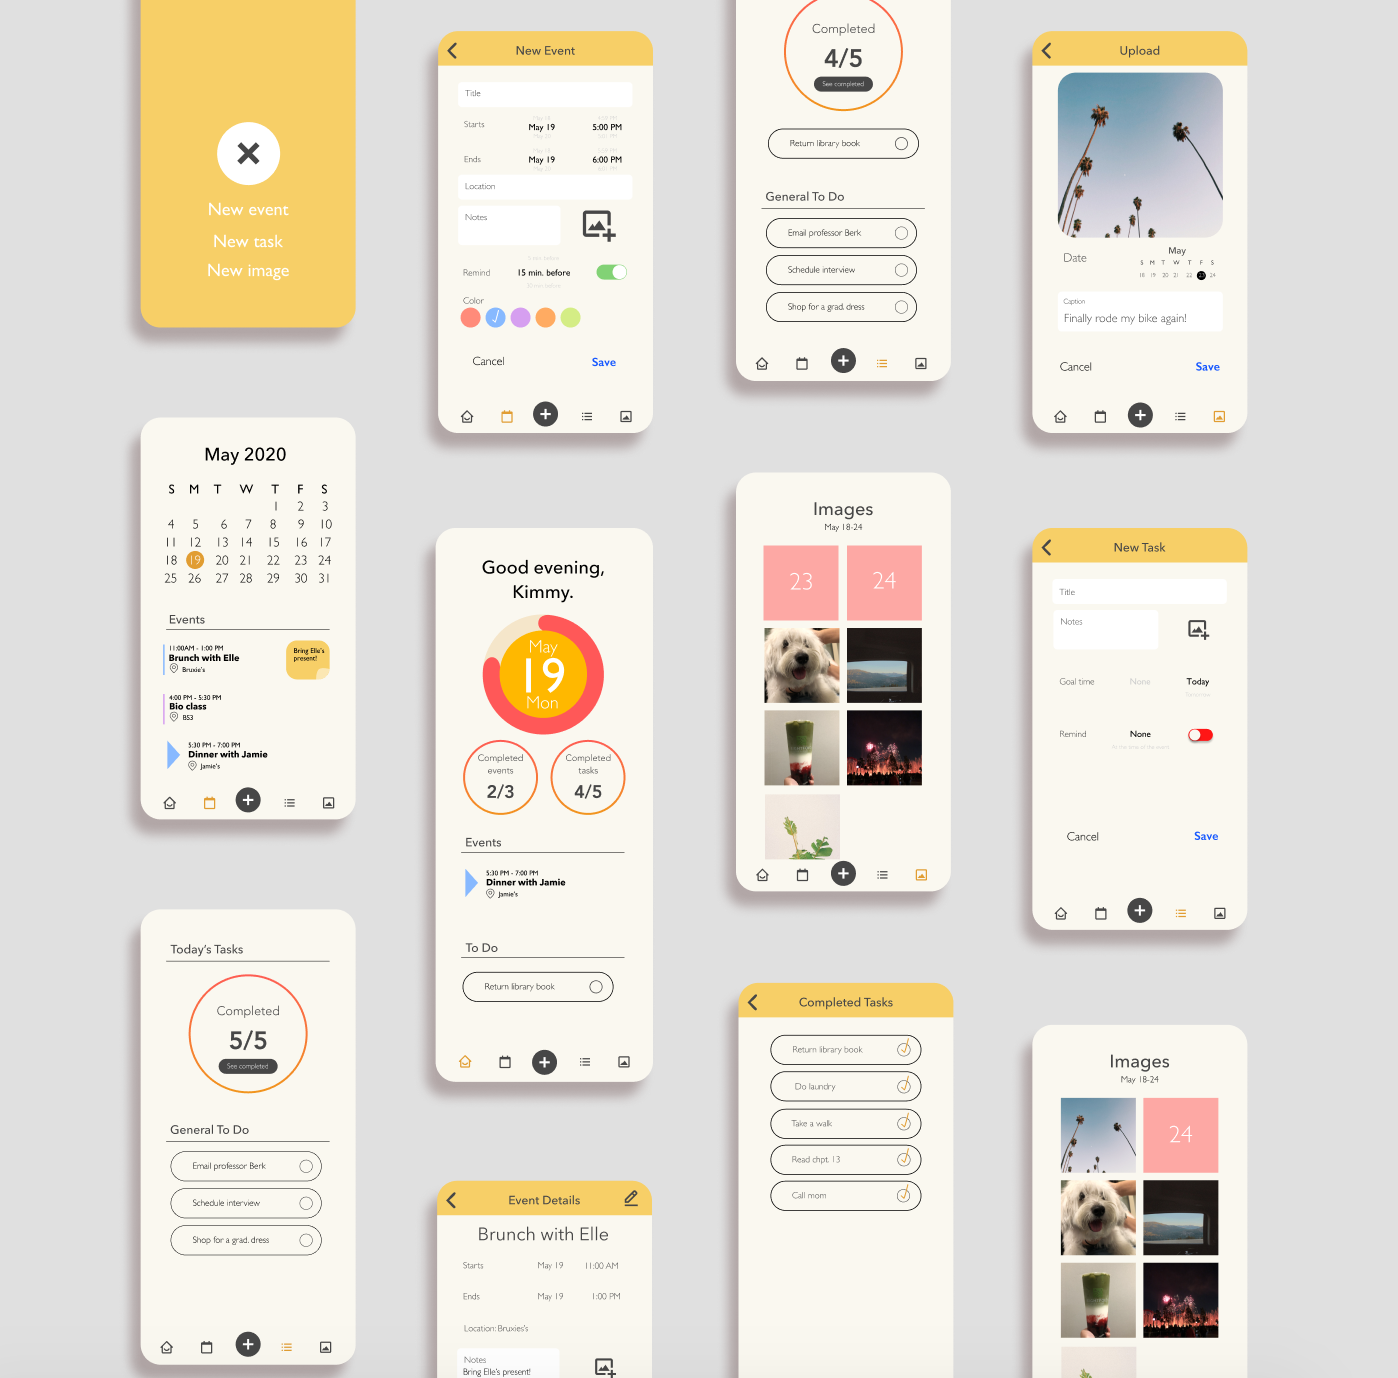 New event
New task
New image
May 2020
S M T W T F S
1 2 3
4 5 6 7 8 9 10
11 12 13 14 15 16 17
18 19 20 21 22 23 24
25 26 27 28 29 30 31
Events
11:00AM - 1:00 PM
Brunch with Elle
Bruxie's
Bring Elle's
present!
4:00 PM - 5:30 PM
Bio class
BS3
5:30 PM - 7:00 PM
Dinner with Jamie
Jamie's
Today's Tasks
Completed
5/5
See completed
General To Do
Email professor Berk
Schedule interview
Shop for a grad. dress
New Event
Title
Starts May 19 5:00 PM
Ends May 19 6:00 PM
Location
Notes
Remind 15 min. before
Color
Cancel Save
Good evening,
Kimmy.
May
19
Mon
Completed
events
2/3
Completed
tasks
4/5
Events
5:30 PM - 7:00 PM
Dinner with Jamie
Jamie's
To Do
Return library book
Event Details
Brunch with Elle
Starts May 19 11:00 AM
Ends May 19 1:00 PM
Location: Bruxies's
Notes
Bring Elle's present!
Completed
4/5
See completed
Return library book
General To Do
Email professor Berk
Schedule interview
Shop for a grad. dress
Images
May 18-24
23 24
Completed Tasks
Return library book
Do laundry
Take a walk
Read chpt. 13
Call mom
Upload
Date
May
S M T W T F S
18 19 20 21 22 23 24
Caption
Finally rode my bike again!
Cancel Save
New Task
Title
Notes
Goal time None Today
Remind None
At the time of the event
Cancel Save
Images
May 18-24
24